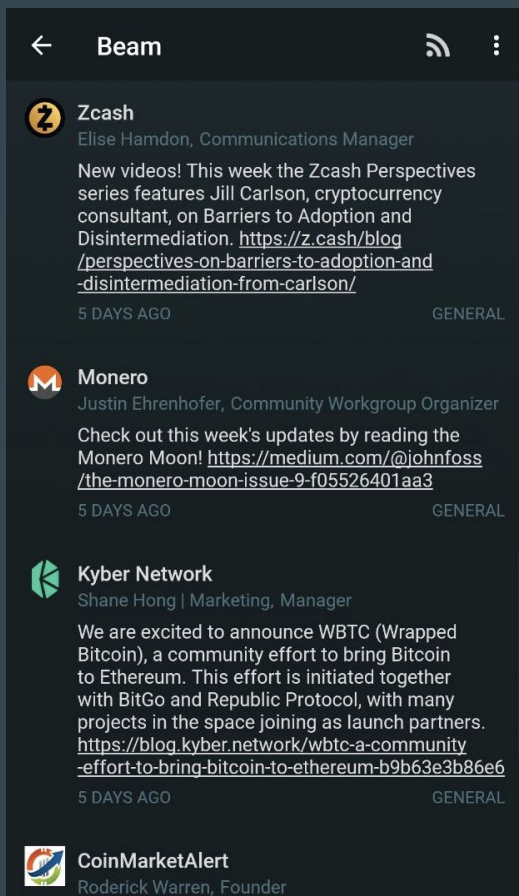 Beam
Zcash
Elise Hamdon, Communications Manager
New videos! This week the Zcash Perspectives
series features Jill Carlson, cryptocurrency
consultant, on Barriers to Adoption and
Disintermediation. https://z.cash/blog
/perspectives-on-barriers-to-adoption-and
-disintermediation-from-carlson/
5 DAYS AGO GENERAL
Monero
Justin Ehrenhofer, Community Workgroup Organizer
Check out this week's updates by reading the
Monero Moon! https://medium.com/@johnfoss
/the-monero-moon-issue-9-f05526401aa3
5 DAYS AGO GENERAL
Kyber Network
Shane Hong | Marketing, Manager
We are excited to announce WBTC (Wrapped
Bitcoin), a community effort to bring Bitcoin
to Ethereum. This effort is initiated together
with BitGo and Republic Protocol, with many
projects in the space joining as launch partners.
https://blog.kyber.network/wbtc-a-community
-effort-to-bring-bitcoin-to-ethereum-b9b63e3b86e6
5 DAYS AGO GENERAL
CoinMarketAlert
Roderick Warren, Founder